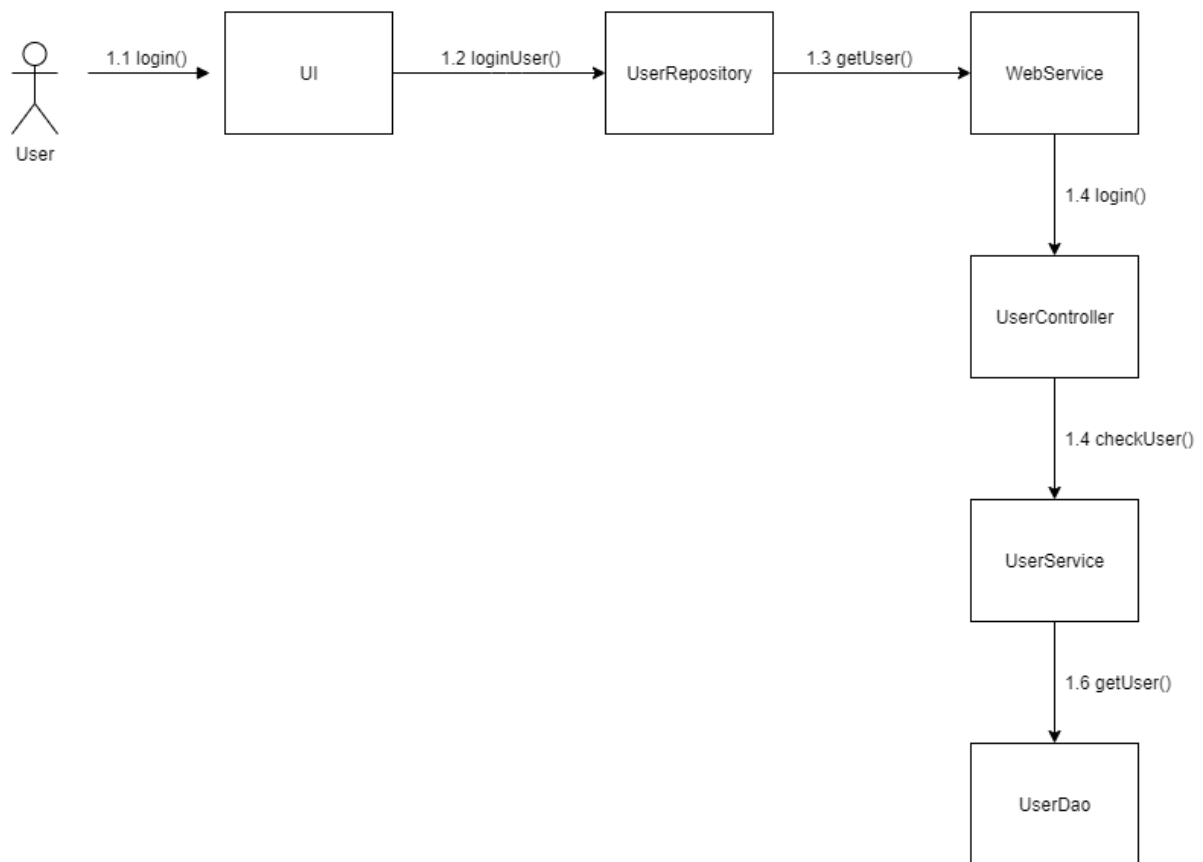 1.1 login()
UI
1.2 loginUser()
UserRepository
1.3 getUser()
WebService
User
1.4 login()
UserController
1.4 checkUser()
UserService
1.6 getUser()
UserDao